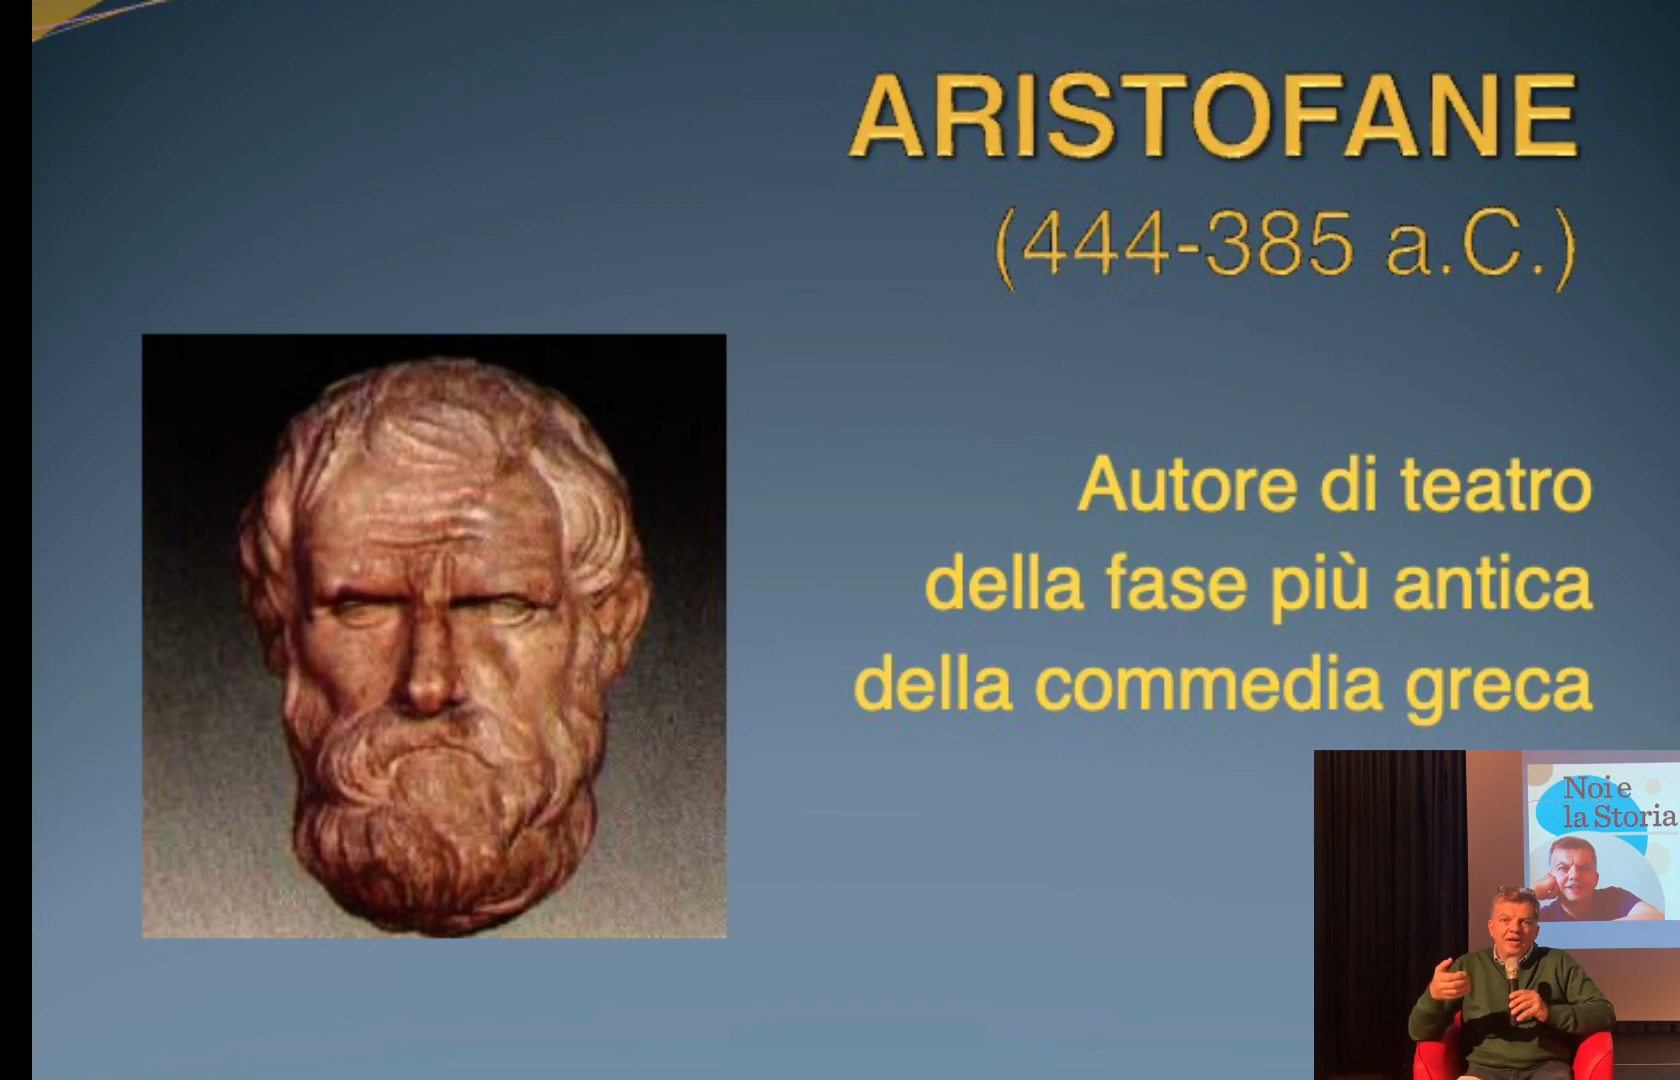 ARISTOFANE
(444-385 a.C.)
Autore di teatro
della fase più antica
della commedia greca
Noi e
la Storia